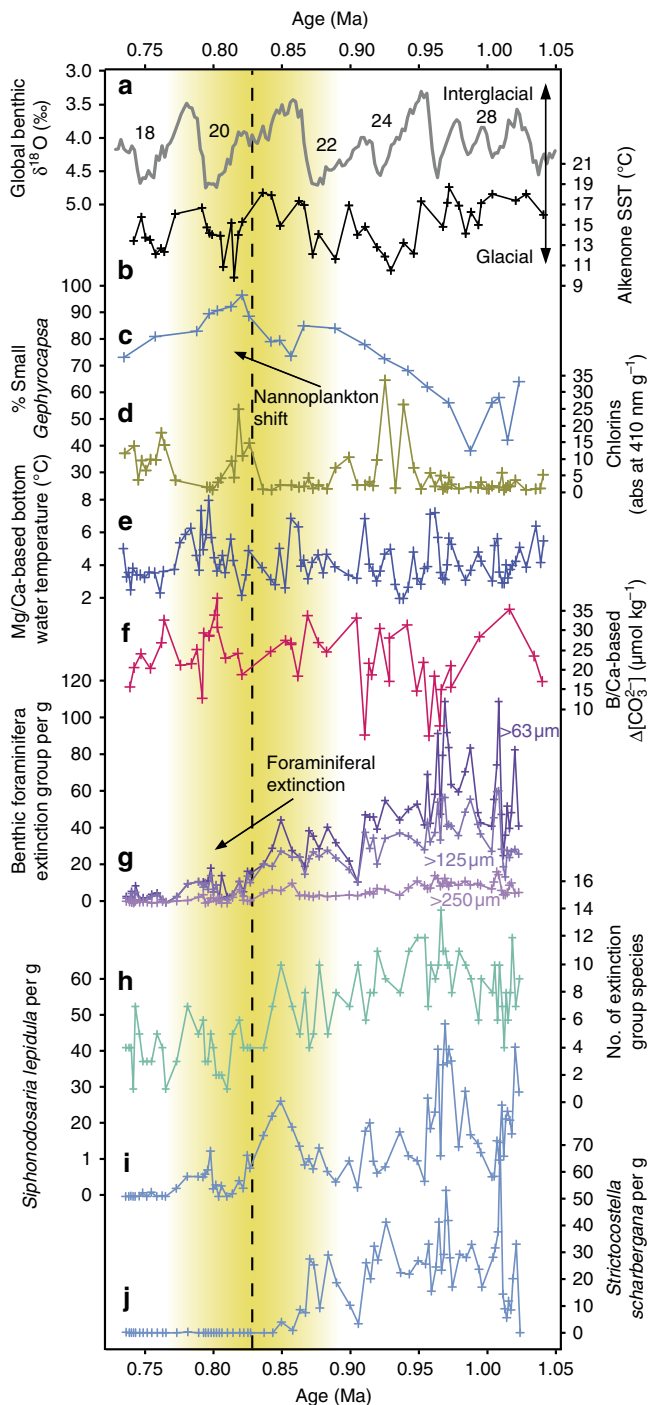 Age (Ma)
0.75 0.80 0.85 0.90 0.95 1.00 1.05
a
Global benthic
δ18O (‰)
3.0
3.5
4.0
4.5
5.0
18
20
22
24
28
Interglacial
Glacial
b
Alkenone SST (°C)
21
19
17
15
13
11
9
c
% Small
Gephyrocapsa
100
90
80
70
60
50
40
30
Nannoplankton
shift
d
Chlorins
(abs at 410 nm g−1)
35
30
25
20
15
10
5
0
e
Mg/Ca-based bottom
water temperature (°C)
8
6
4
2
f
B/Ca-based
Δ[CO32−] (µmol kg−1)
35
30
25
20
15
10
g
Benthic foraminifera
extinction group per g
120
100
80
60
40
20
0
>63 µm
>125 µm
>250 µm
Foraminiferal
extinction
h
No. of extinction
group species
16
14
12
10
8
6
4
2
0
i
Siphonodosaria lepidula per g
60
50
40
30
20
1
0
j
Strictocostella
scharbergana per g
70
60
50
40
30
20
10
0
0.75 0.80 0.85 0.90 0.95 1.00 1.05
Age (Ma)